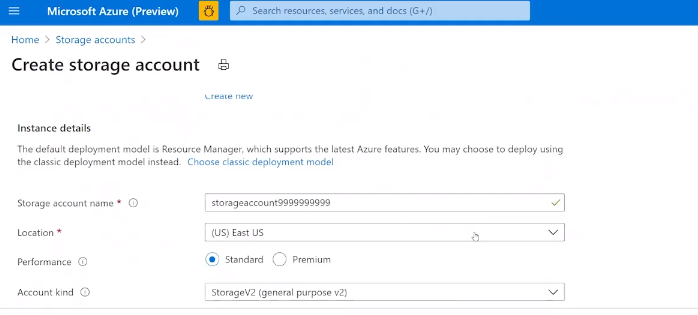 Microsoft Azure (Preview)
Search resources, services, and docs (G+/)
Home > Storage accounts >
Create storage account
Create new
Instance details
The default deployment model is Resource Manager, which supports the latest Azure features. You may choose to deploy using
the classic deployment model instead. Choose classic deployment model
Storage account name *
storageaccount9999999999
Location *
(US) East US
Performance
Standard
Premium
Account kind
StorageV2 (general purpose v2)